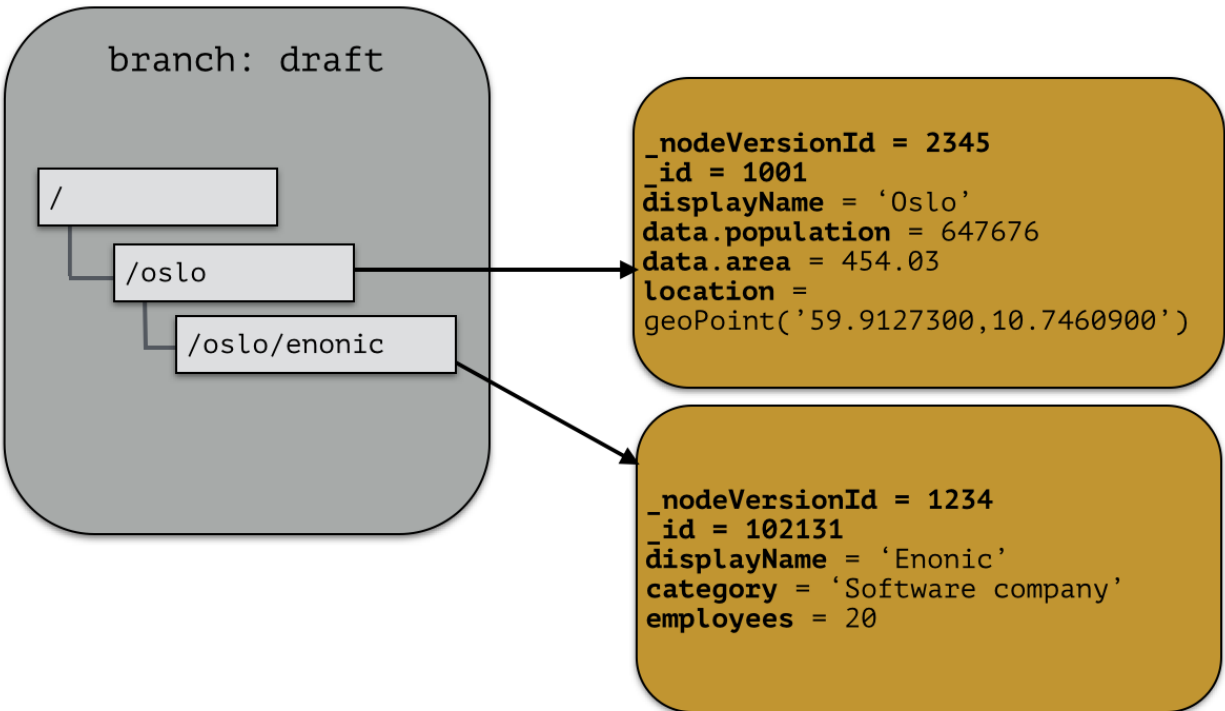 branch: draft
/
/oslo
/oslo/enonic
_nodeVersionId = 2345
_id = 1001
displayName = ‘Oslo’
data.population = 647676
data.area = 454.03
location =
geoPoint(’59.9127300,10.7460900’)
_nodeVersionId = 1234
_id = 102131
displayName = ‘Enonic’
category = ‘Software company’
employees = 20